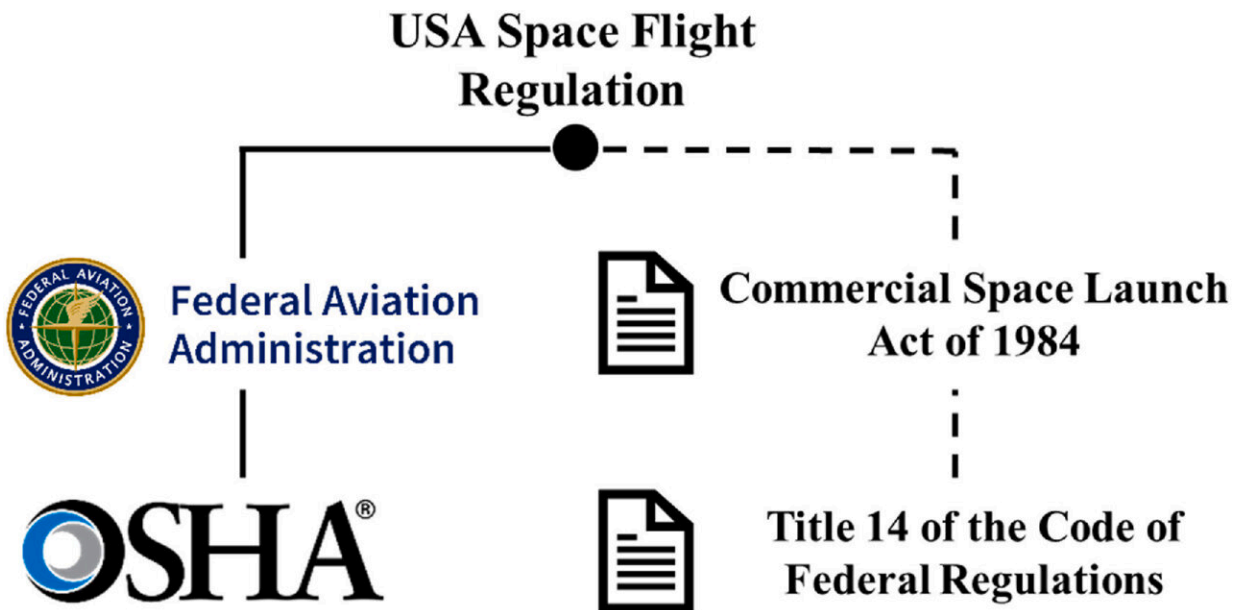 USA Space Flight
Regulation
FEDERAL AVIATION
ADMINISTRATION
Federal Aviation
Administration
Commercial Space Launch
Act of 1984
OSHA®
Title 14 of the Code of
Federal Regulations